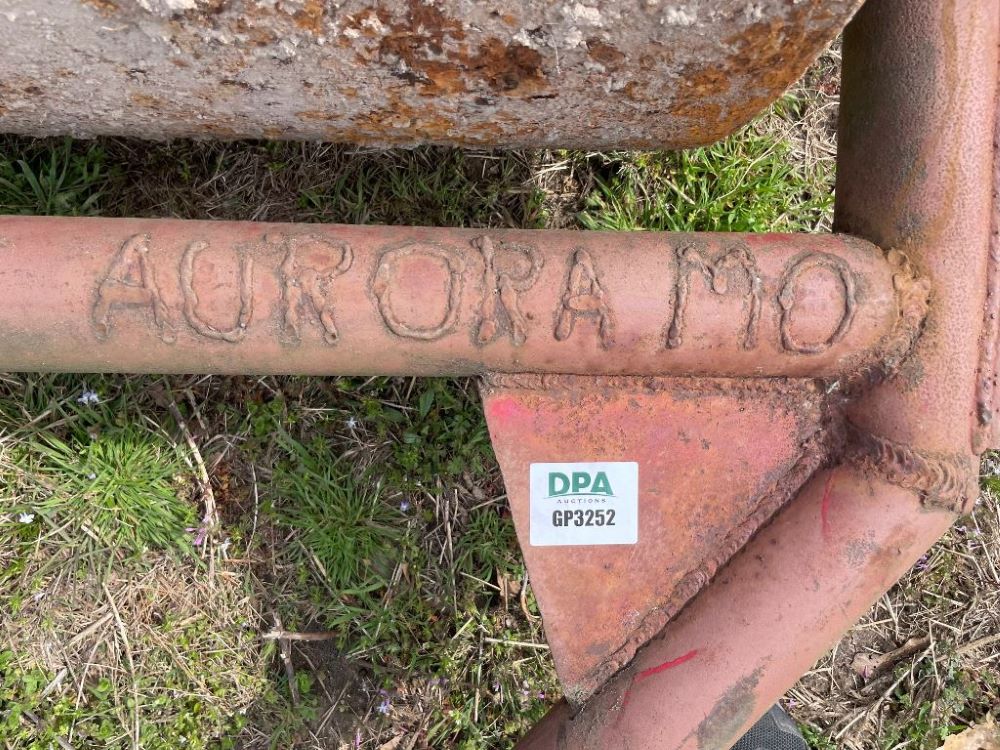 AURORA MO
DPA
AUCTIONS
GP3252